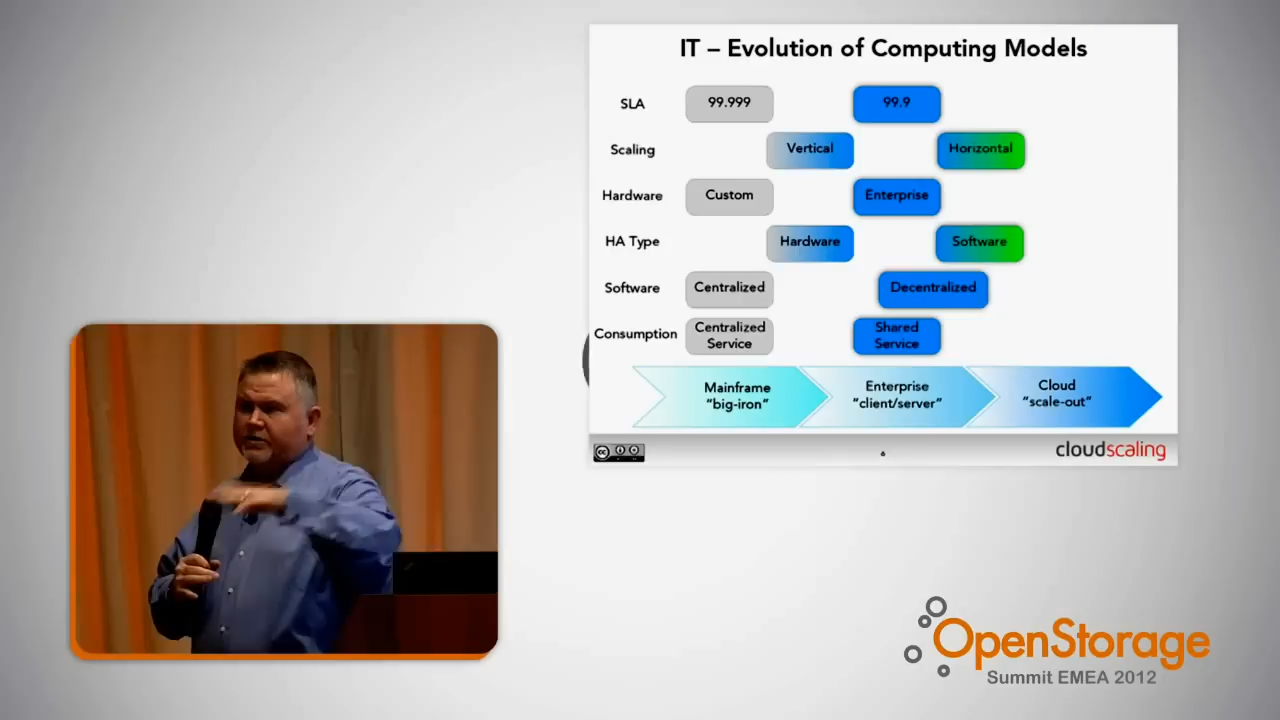 IT – Evolution of Computing Models
SLA 99.999 99.9
Scaling Vertical Horizontal
Hardware Custom Enterprise
HA Type Hardware Software
Software Centralized Decentralized
Consumption Centralized Service Shared Service
Mainframe "big-iron"
Enterprise "client/server"
Cloud "scale-out"
cc
6
cloudscaling
OpenStorage
Summit EMEA 2012